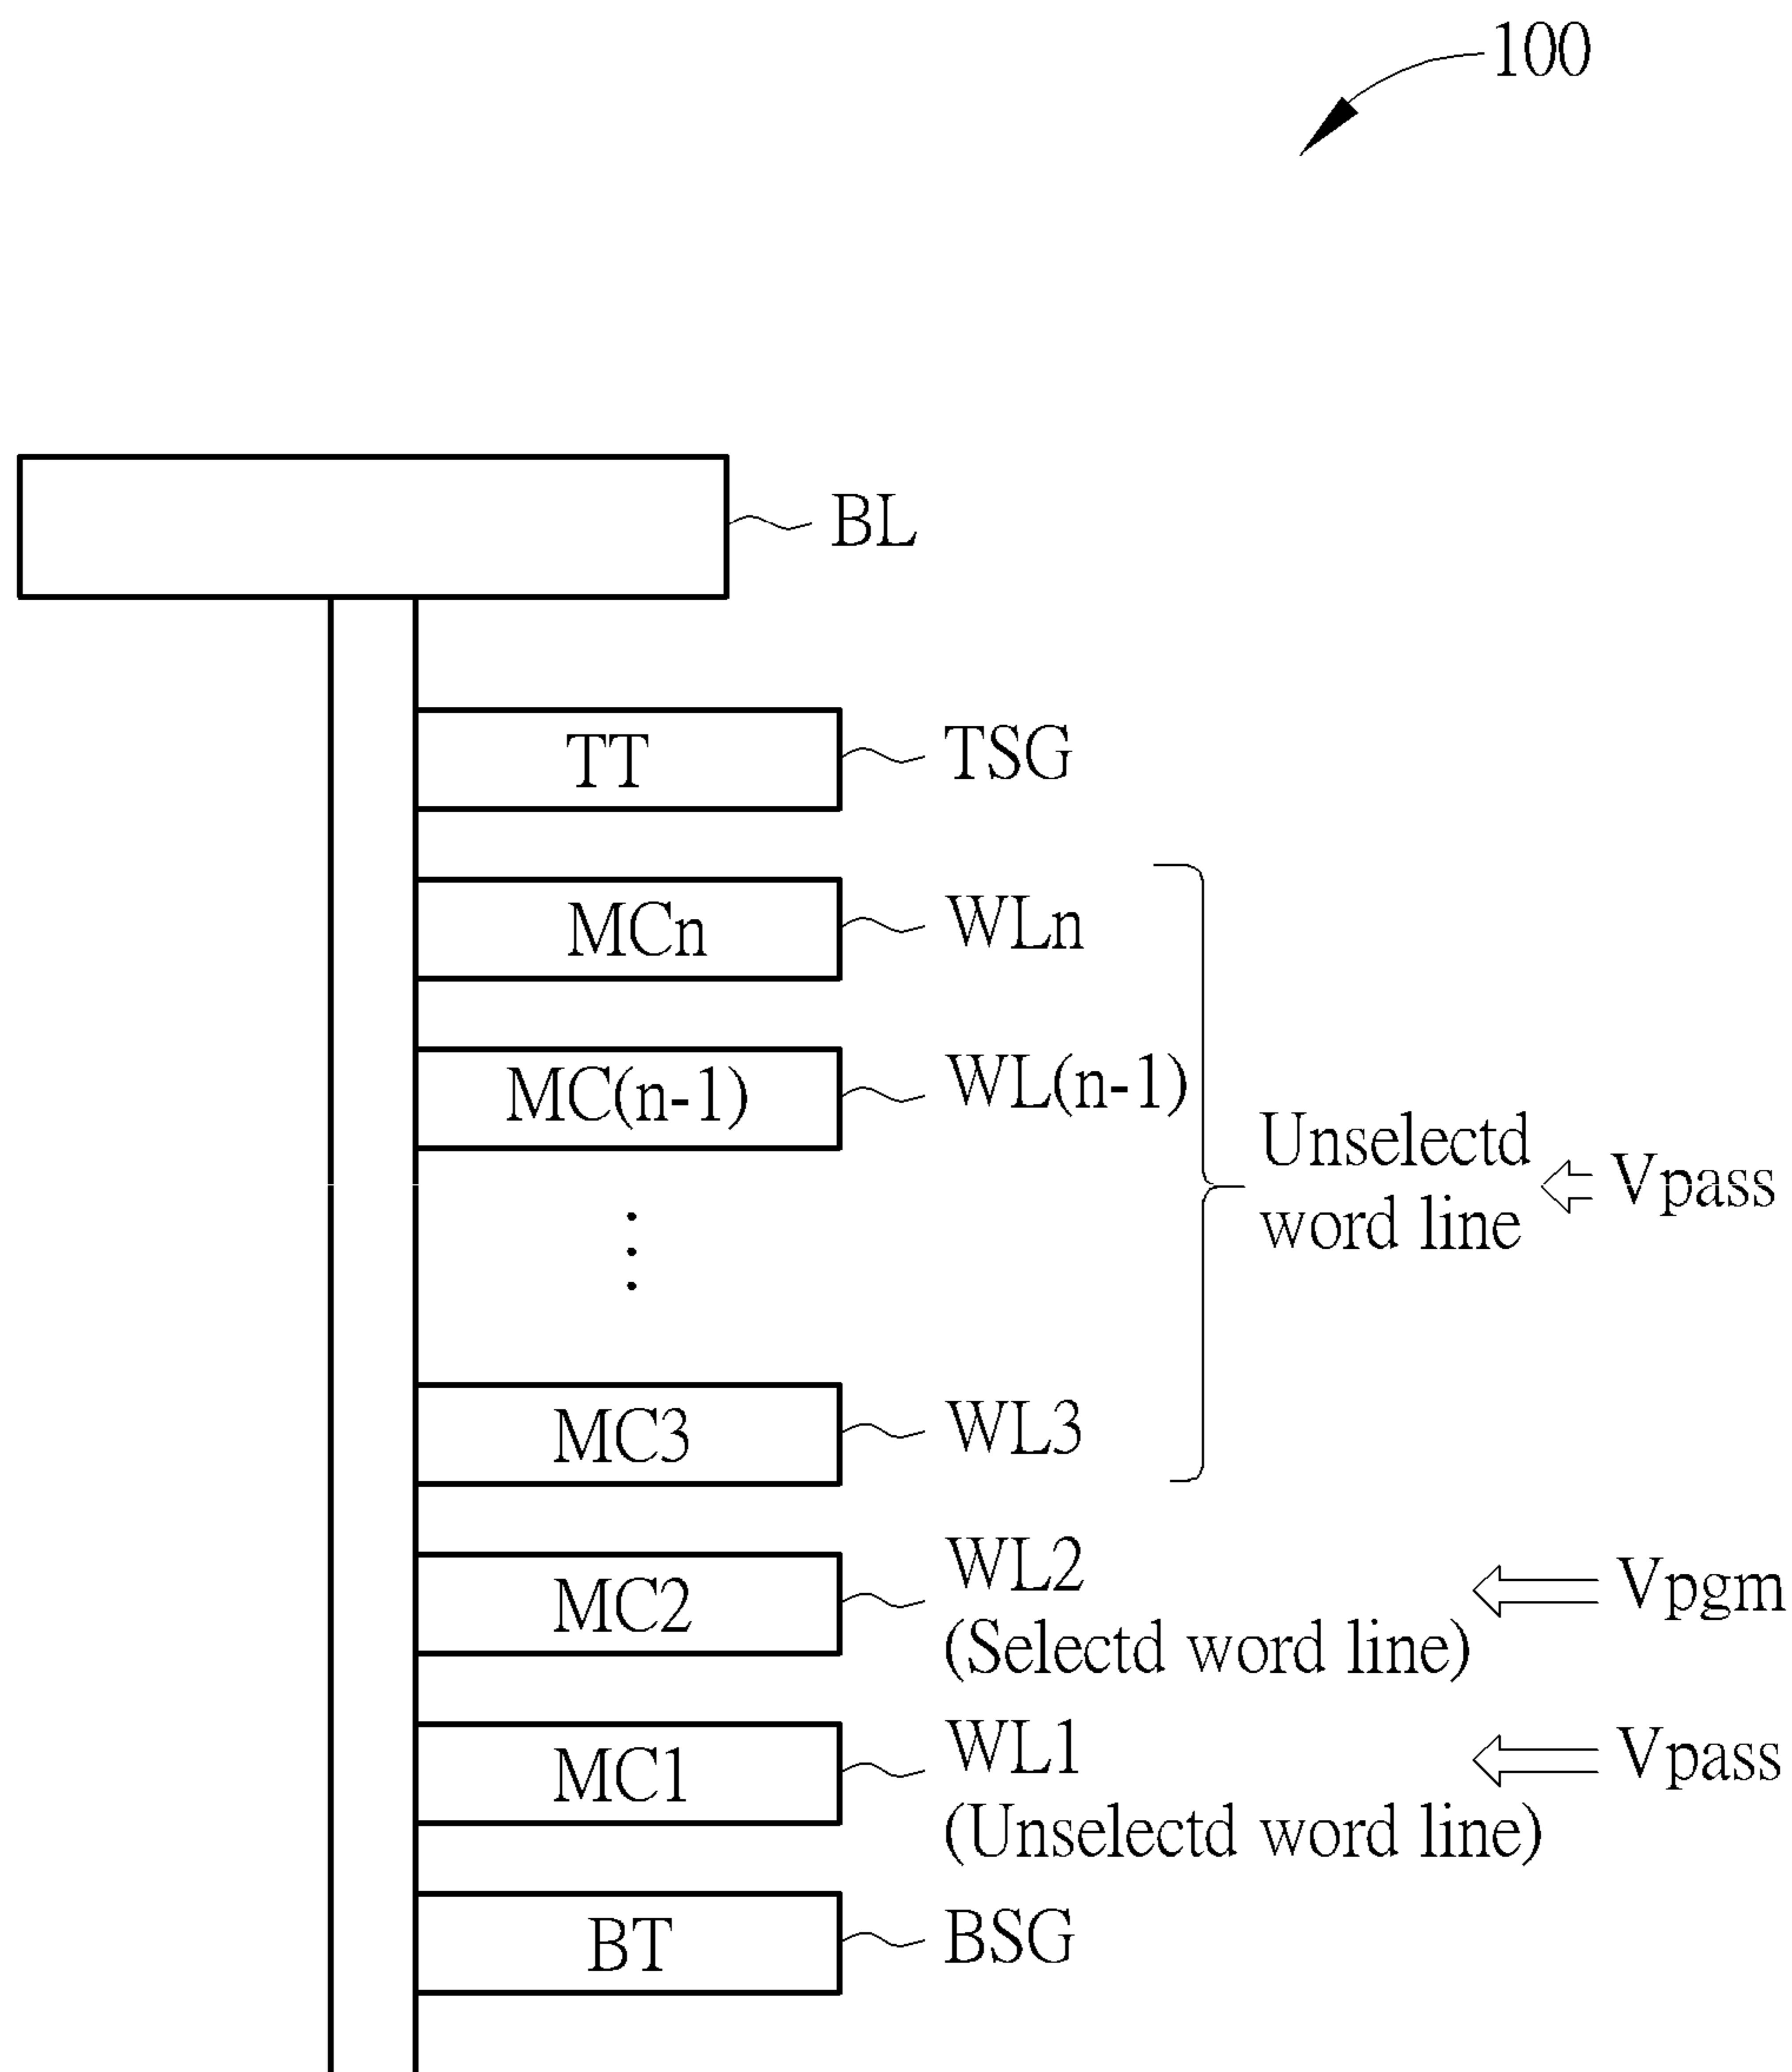 100
BL
TT TSG
MCn WLn
MC(n-1) WL(n-1)
Unselectd
word line
Vpass
MC3 WL3
MC2 WL2
(Selectd word line)
Vpgm
MC1 WL1
(Unselectd word line)
Vpass
BT BSG